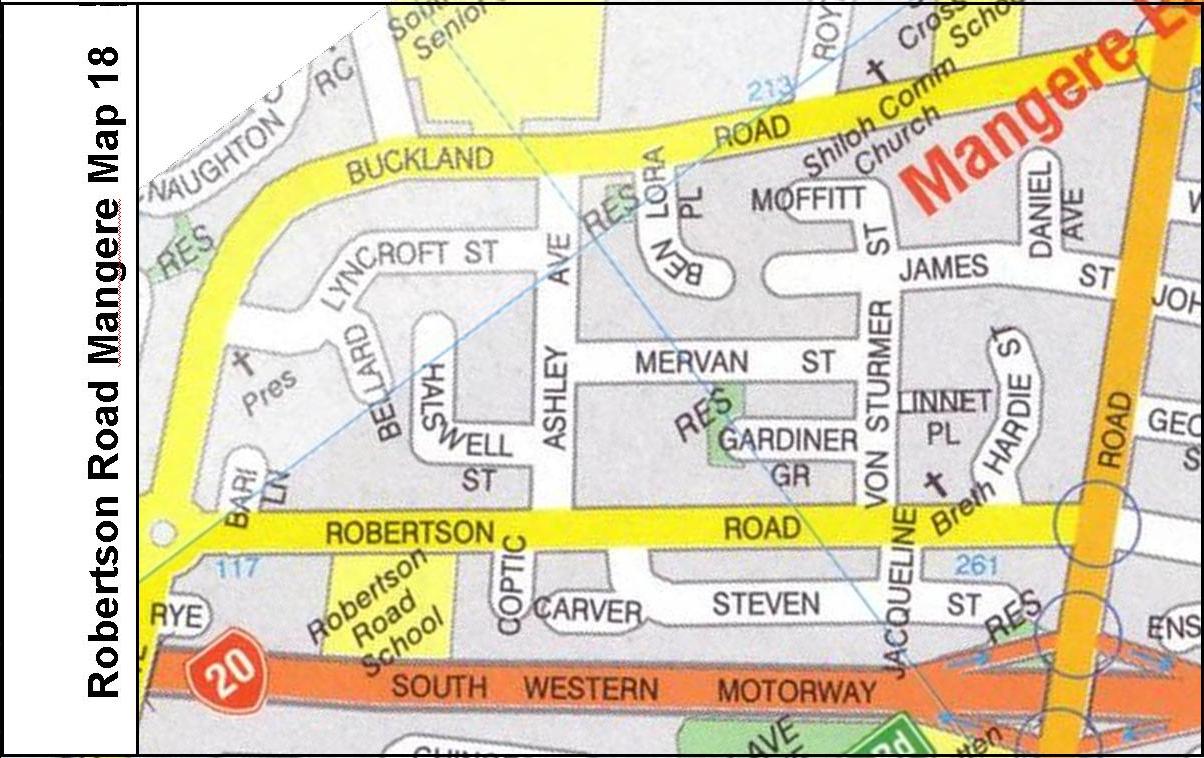 Robertson Road Mangere Map 18
Sout
Senior
ROY
Cross
School
Mangere E
RC
213
NAUGHTON
BUCKLAND
ROAD
Shiloh Comm
Church
RES
RES
LORA
PL
BEN
MOFFITT
ST
DANIEL
AVE
LYNCROFT ST
AVE
JAMES
ST
JOH
BELLARD
HALSWELL
ST
ASHLEY
MERVAN ST
VON STURMER
HARDIE ST
Pres
RES
LINNET
PL
ROAD
GEO
S
GARDINER
GR
BARI
LN
Breth
ROBERTSON
ROAD
117
Robertson
Road
School
COPTIC
JACQUELINE
261
RYE
CARVER
STEVEN
ST
RES
ENS
20
SOUTH WESTERN MOTORWAY
AVE
Rd
tten